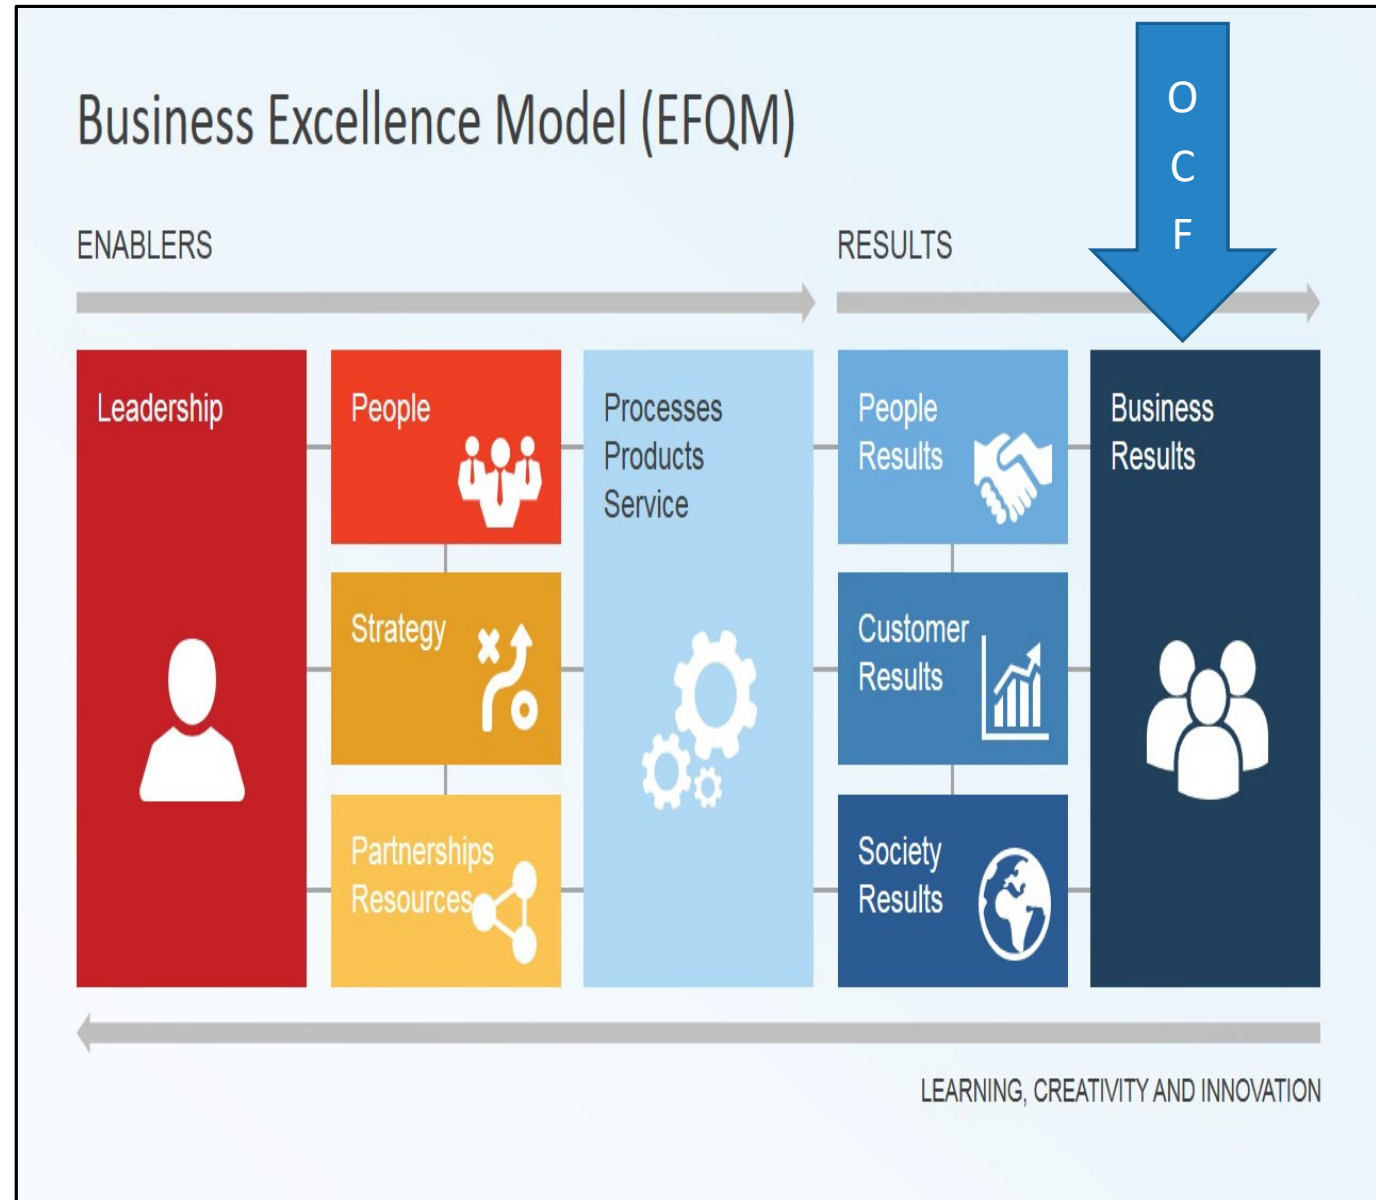 Business Excellence Model (EFQM)
O
C
F
ENABLERS
RESULTS
Leadership
People
Processes
Products
Service
People
Results
Business
Results
Strategy
Customer
Results
Partnerships
Resources
Society
Results
LEARNING, CREATIVITY AND INNOVATION